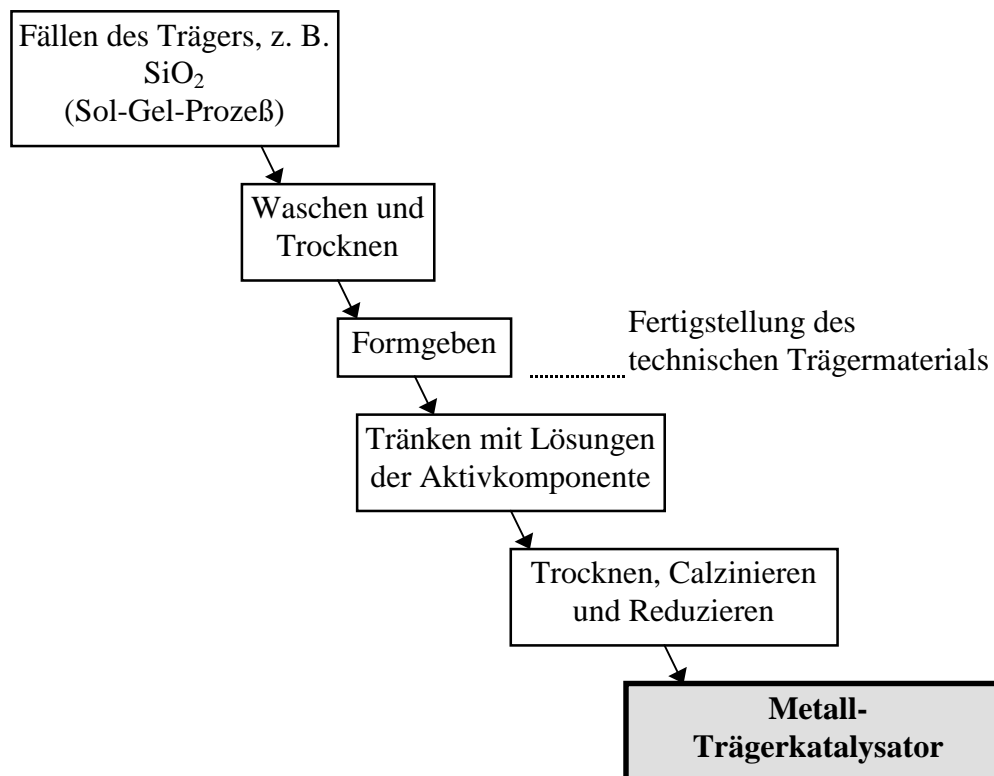 Fällen des Trägers, z. B.
SiO₂
(Sol-Gel-Prozeß)
Waschen und
Trocknen
Formgeben
Fertigstellung des
technischen Trägermaterials
Tränken mit Lösungen
der Aktivkomponente
Trocknen, Calzinieren
und Reduzieren
Metall-
Trägerkatalysator